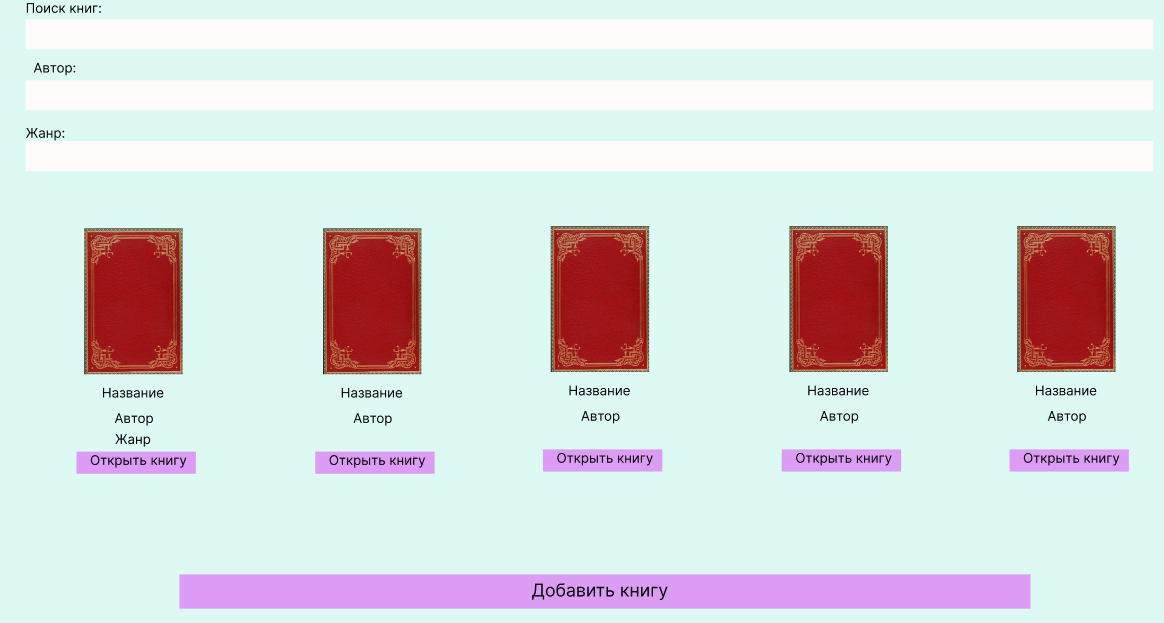 Поиск книг:
Автор:
Жанр:
Название
Автор
Жанр
Открыть книгу
Название
Автор
Открыть книгу
Название
Автор
Открыть книгу
Название
Автор
Открыть книгу
Название
Автор
Открыть книгу
Добавить книгу